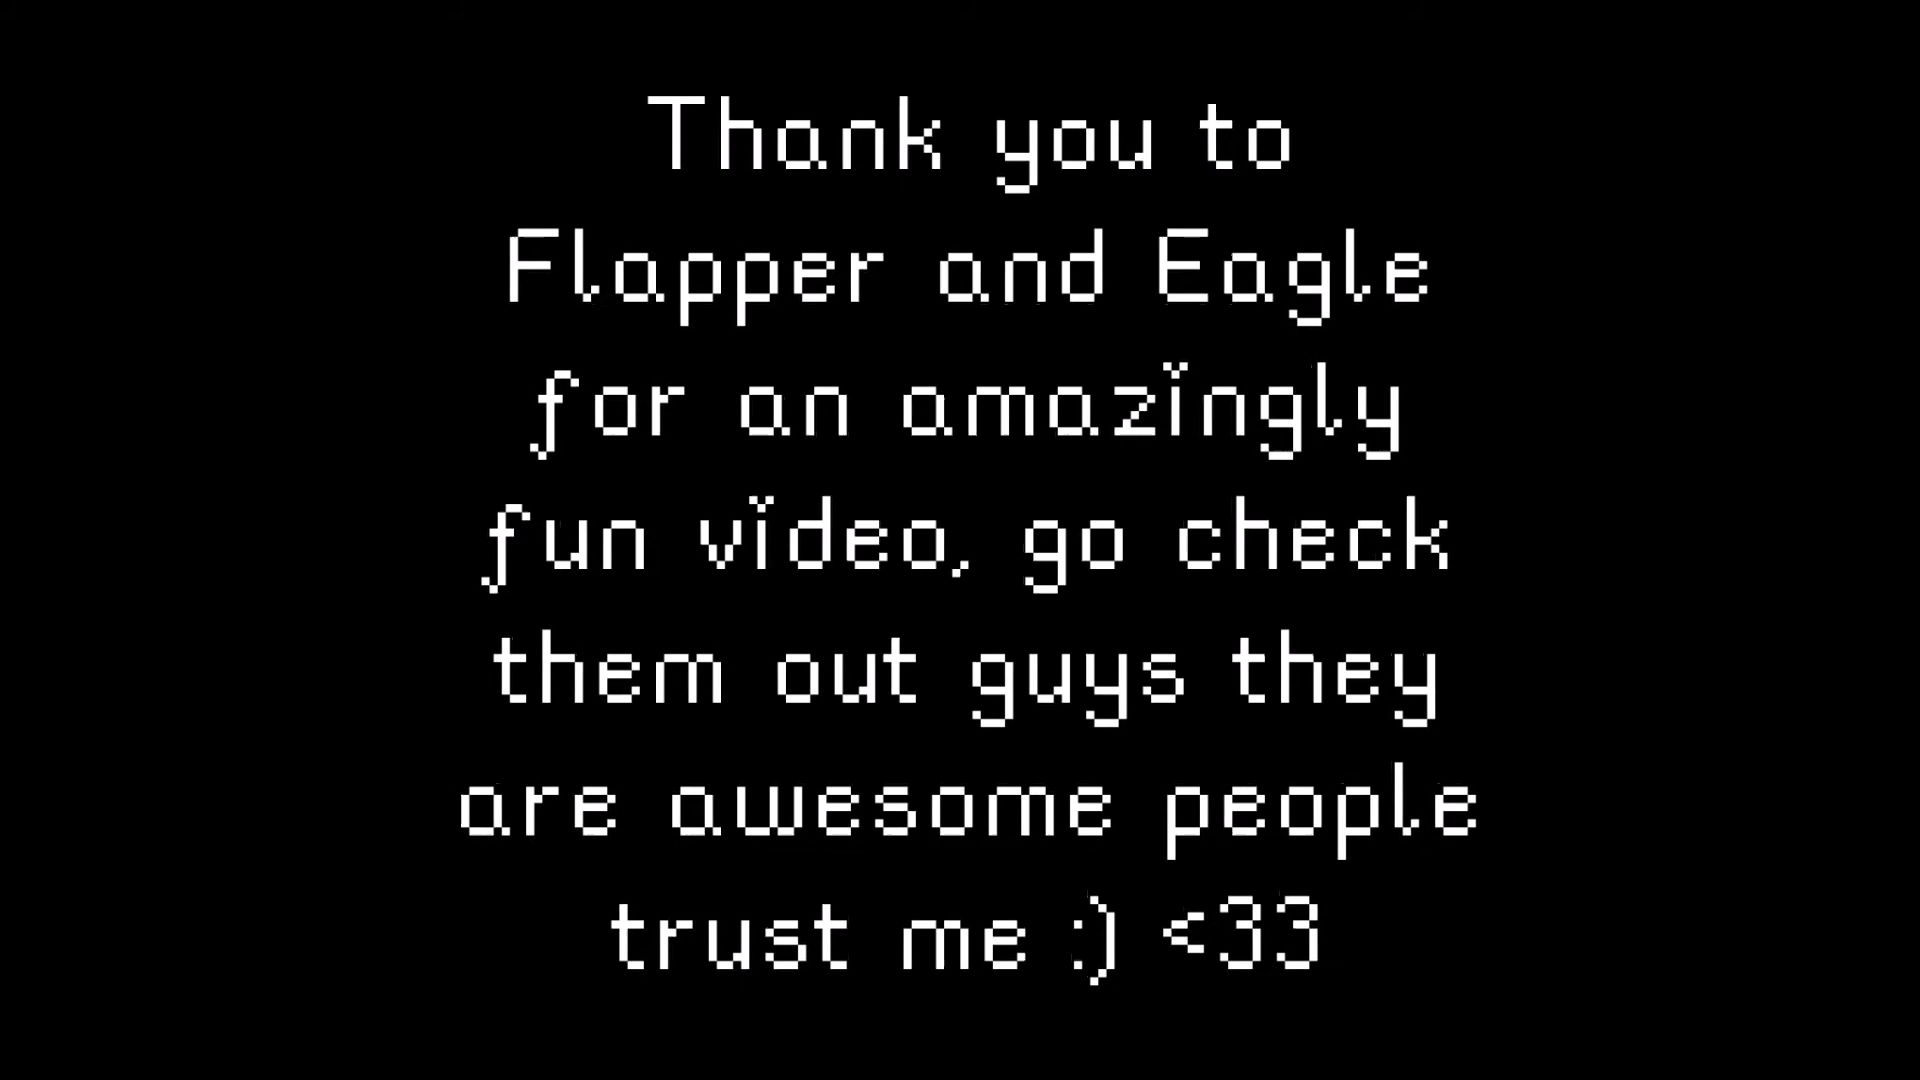 Thank you to
Flapper and Eagle
for an amazingly
fun video, go check
them out guys they
are awesome people
trust me :) <33